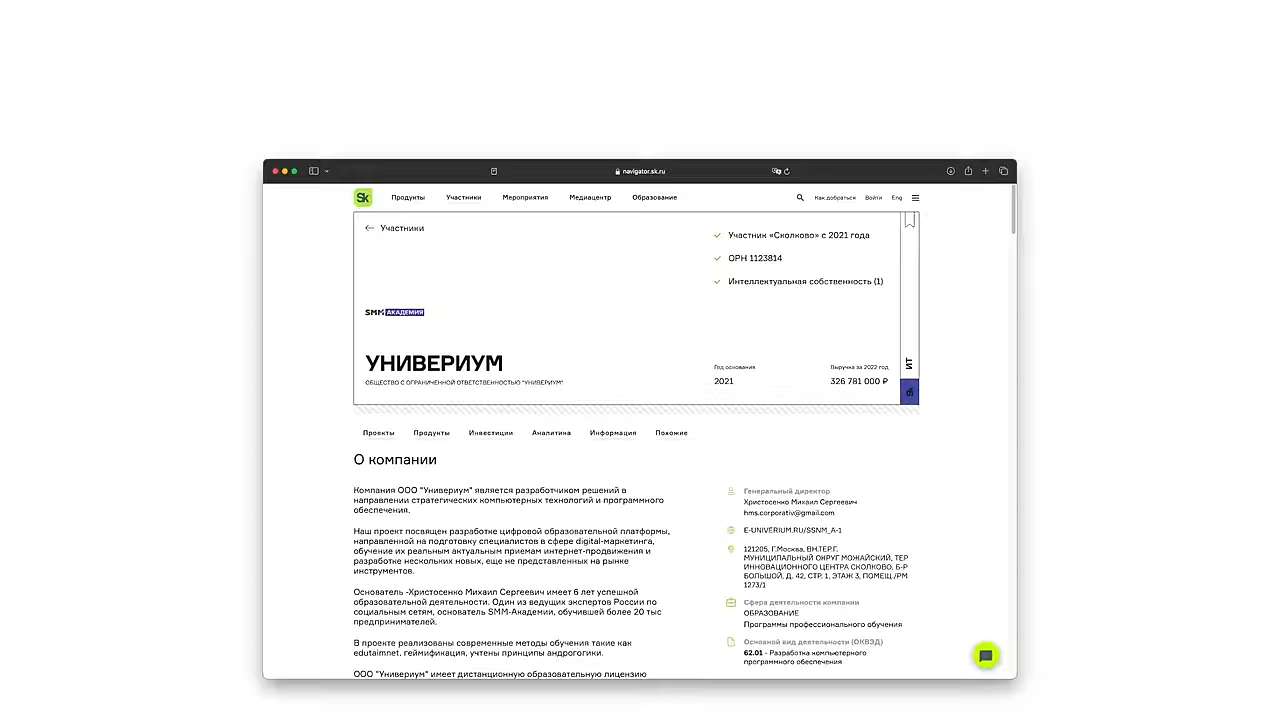 navigator.sk.ru
Sk
Продукты
Участники
Мероприятия
Медиацентр
Образование
Как добраться
Войти
Eng
← Участники
Участник «Сколково» с 2021 года
ОРН 1123814
Интеллектуальная собственность (1)
SMM АКАДЕМИЯ
УНИВЕРИУМ
ОБЩЕСТВО С ОГРАНИЧЕННОЙ ОТВЕТСТВЕННОСТЬЮ "УНИВЕРИУМ"
Год основания
2021
Выручка за 2022 год
326 781 000 ₽
ИТ
Sk
Проекты
Продукты
Инвестиции
Аналитика
Информация
Похожие
О компании
Компания ООО "Универиум" является разработчиком решений в
направлении стратегических компьютерных технологий и программного
обеспечения.
Наш проект посвящен разработке цифровой образовательной платформы,
направленной на подготовку специалистов в сфере digital-маркетинга,
обучение их реальным актуальным приемам интернет-продвижения и
разработке нескольких новых, еще не представленных на рынке
инструментов.
Основатель -Христосенко Михаил Сергеевич имеет 6 лет успешной
образовательной деятельности. Один из ведущих экспертов России по
социальным сетям, основатель SMM-Академии, обучившей более 20 тыс
предпринимателей.
В проекте реализованы современные методы обучения такие как
edutaimnet, геймификация, учтены принципы андрогогики.
ООО "Универиум" имеет дистанционную образовательную лицензию
Генеральный директор
Христосенко Михаил Сергеевич
hms.corporativ@gmail.com
E-UNIVERIUM.RU/SSNM_A-1
121205, Г.Москва, ВН.ТЕР.Г.
МУНИЦИПАЛЬНЫЙ ОКРУГ МОЖАЙСКИЙ, ТЕР
ИННОВАЦИОННОГО ЦЕНТРА СКОЛКОВО, Б-Р
БОЛЬШОЙ, Д. 42, СТР. 1, ЭТАЖ 3, ПОМЕЩ./РМ
1273/1
Сфера деятельности компании
ОБРАЗОВАНИЕ
Программы профессионального обучения
Основной вид деятельности (ОКВЭД)
62.01 - Разработка компьютерного
программного обеспечения